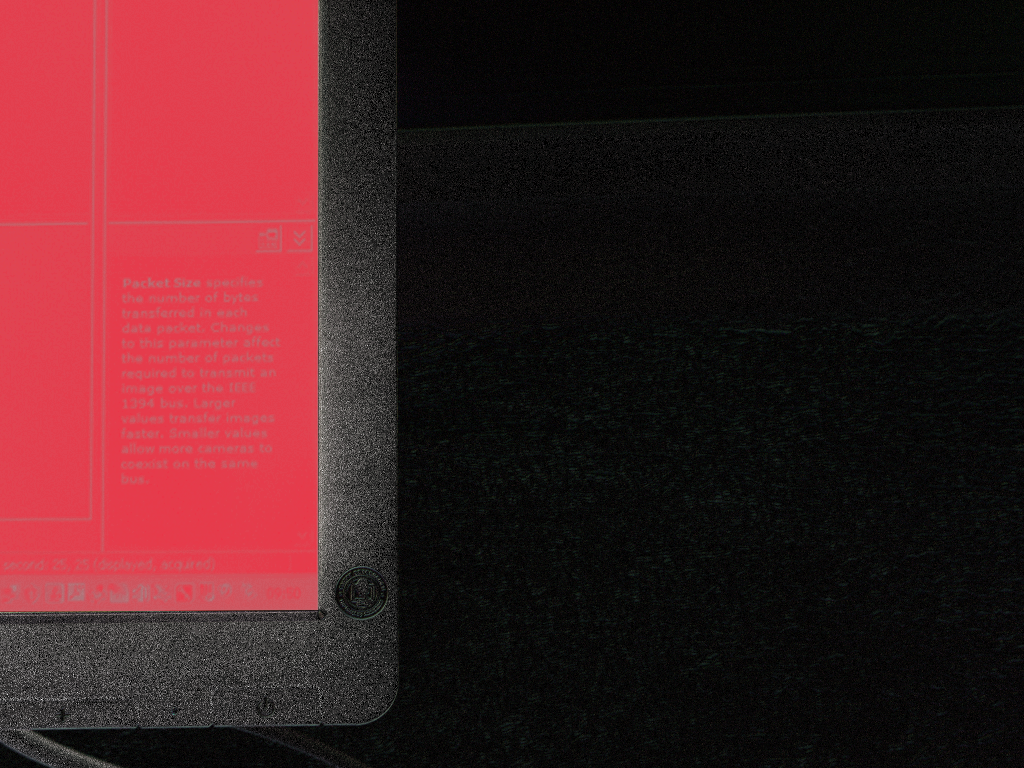 Packet Size specifies
the number of bytes
transferred in each
data packet. Changes
to this parameter affect
the number of packets
required to transmit an
image over the IEEE
1394 bus. Larger
values transfer images
faster. Smaller values
allow more cameras to
coexist on the same
bus.
second: 25, 25 (displayed, acquired)
09:50